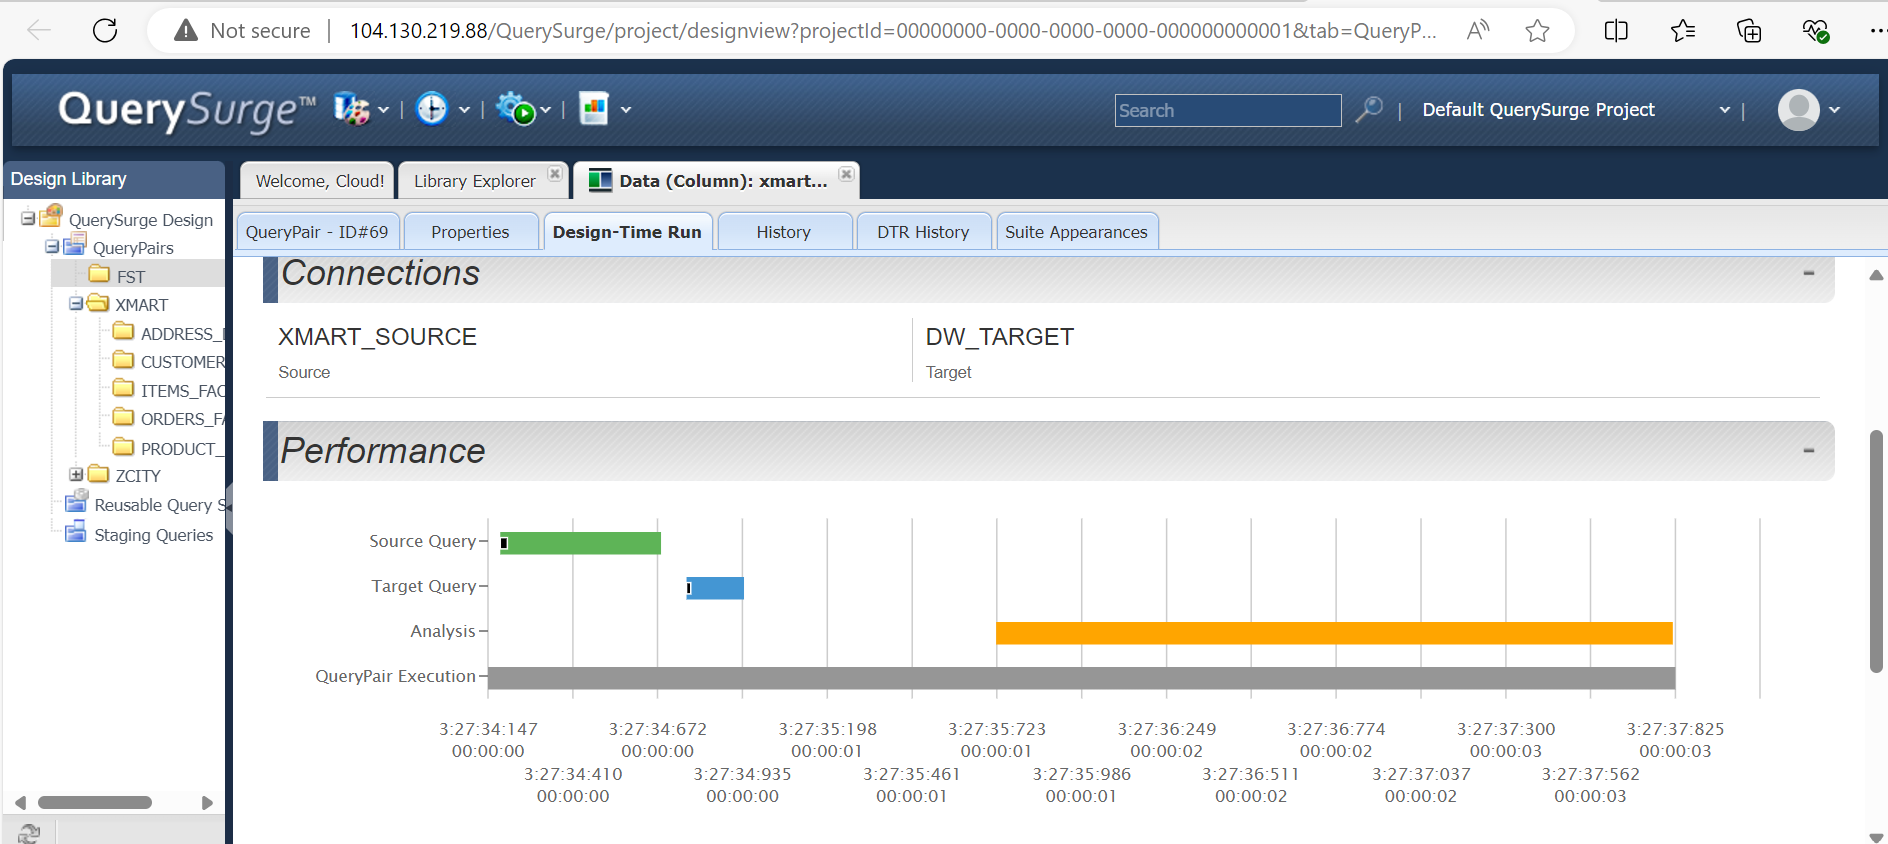 Not secure
104.130.219.88/QuerySurge/project/designview?projectId=00000000-0000-0000-0000-000000000001&tab=QueryP...
QuerySurge™
Search
Default QuerySurge Project
Design Library
Welcome, Cloud!
Library Explorer
Data (Column): xmart...
QuerySurge Design
QueryPairs
FST
XMART
ADDRESS_
CUSTOMER
ITEMS_FAC
ORDERS_FA
PRODUCT_
ZCITY
Reusable Query S
Staging Queries
QueryPair - ID#69
Properties
Design-Time Run
History
DTR History
Suite Appearances
Connections
XMART_SOURCE
Source
DW_TARGET
Target
Performance
Source Query
Target Query
Analysis
QueryPair Execution
3:27:34:147 3:27:34:672 3:27:35:198 3:27:35:723 3:27:36:249 3:27:36:774 3:27:37:300 3:27:37:825
00:00:00 00:00:00 00:00:01 00:00:01 00:00:02 00:00:02 00:00:03 00:00:03
3:27:34:410 3:27:34:935 3:27:35:461 3:27:35:986 3:27:36:511 3:27:37:037 3:27:37:562
00:00:00 00:00:00 00:00:01 00:00:01 00:00:02 00:00:02 00:00:03